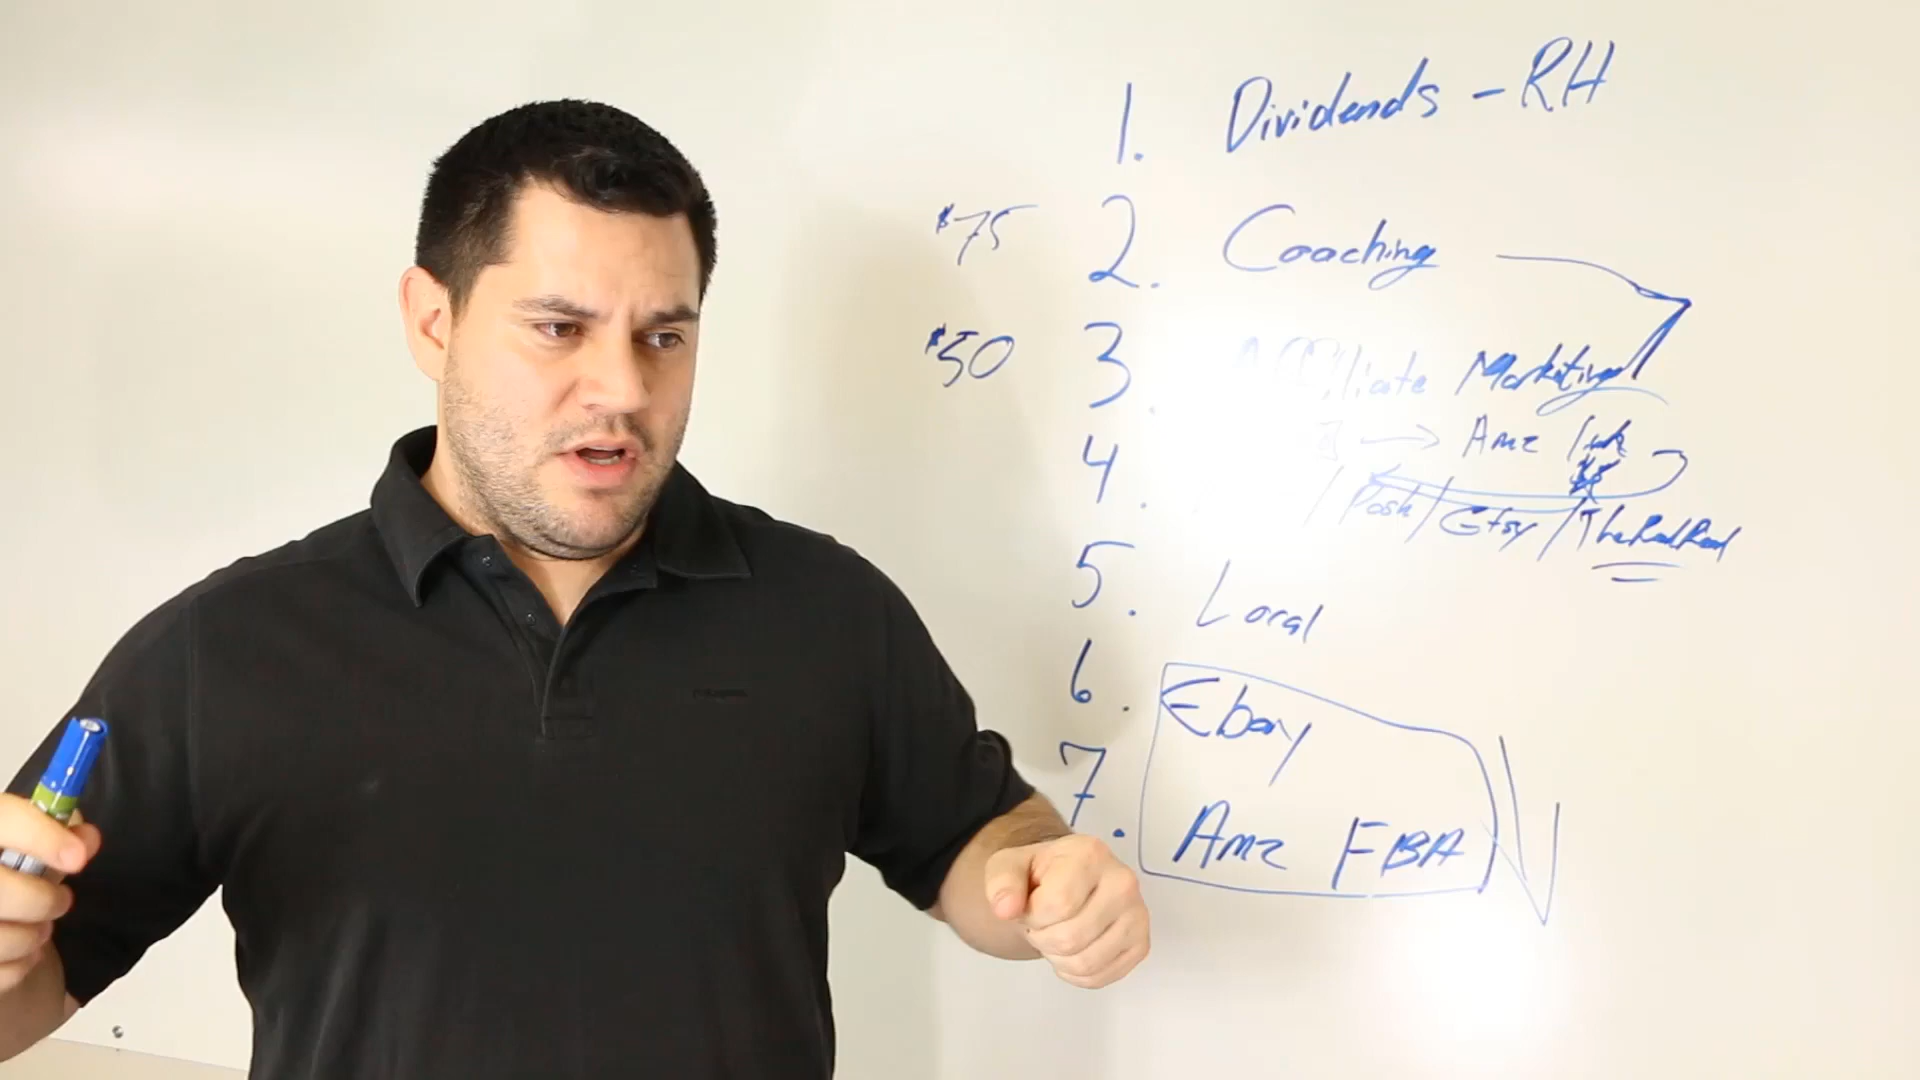 1. Dividends - RH
$75 2. Coaching
$50 3. Affiliate Marketing
→ Amz link
4. / Posh / Etsy / TheRealReal
5. Local
6. Ebay
7. Amz FBA